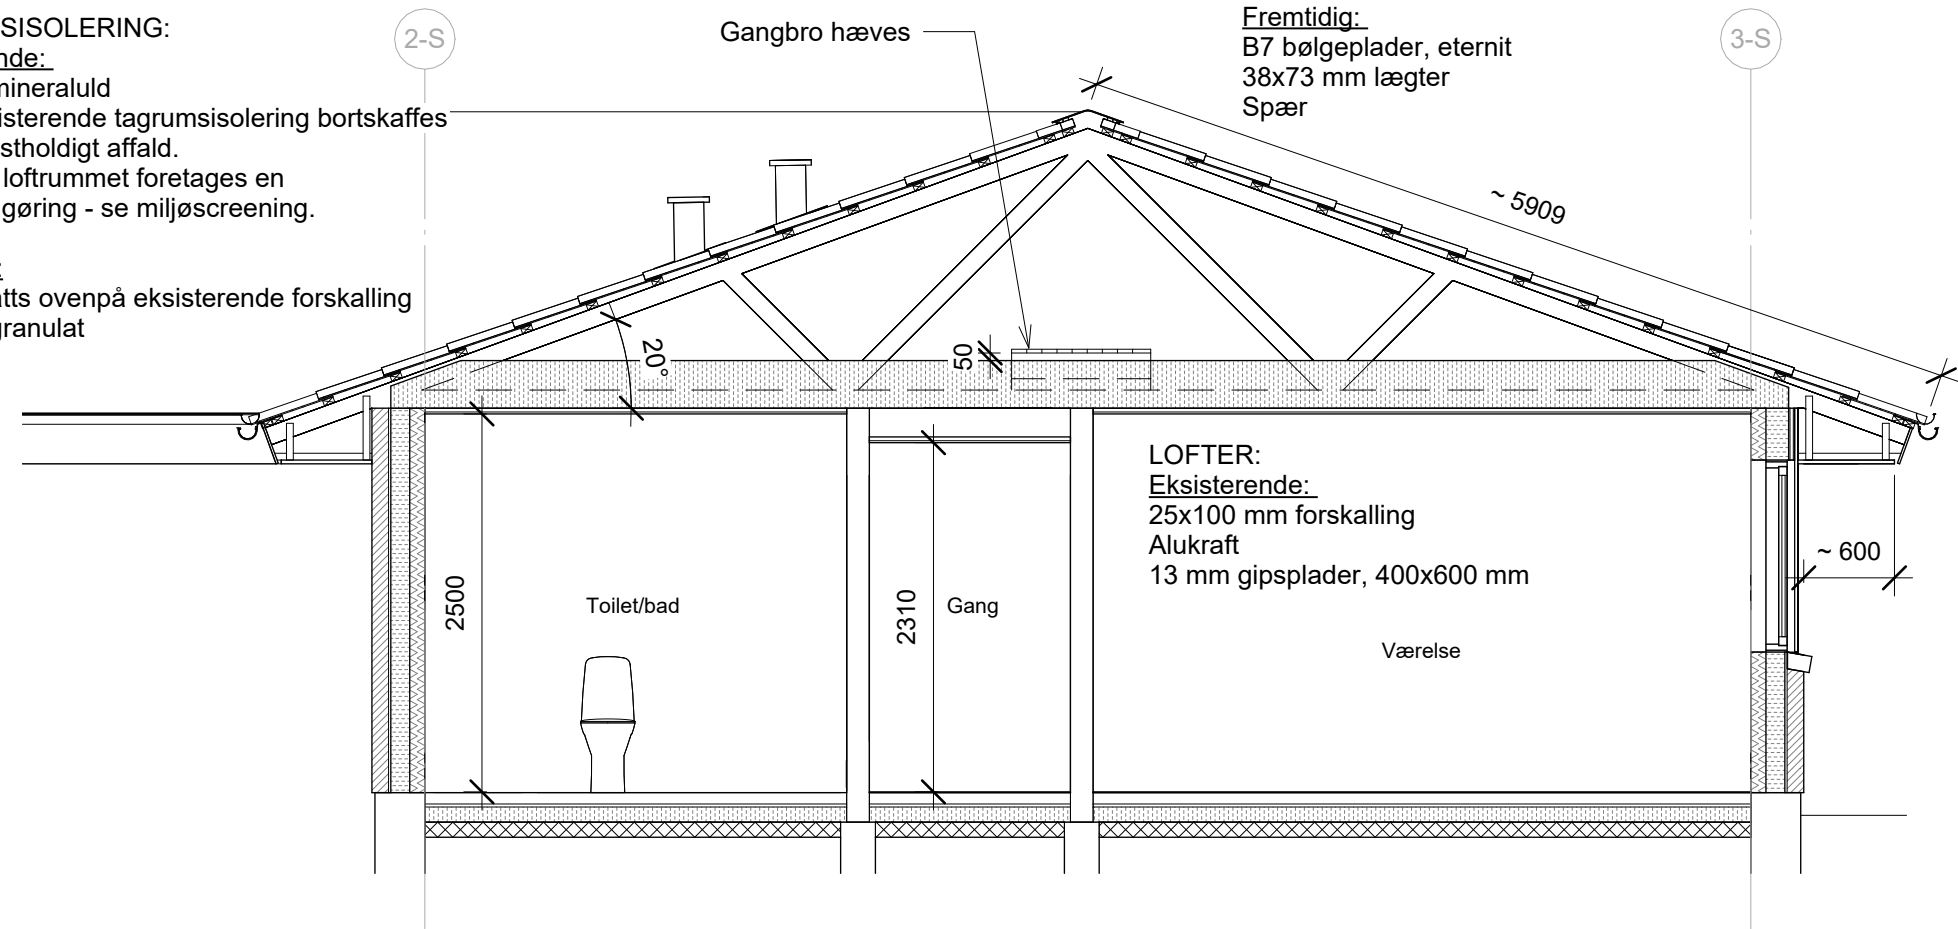 SISOLERING:
nde:
mineraluld
isterende tagrumsisolering bortskaffes
stholdigt affald.
loftrummet foretages en
gøring - se miljøscreening.
atts ovenpå eksisterende forskalling
granulat
2-S
Gangbro hæves
Fremtidig:
B7 bølgeplader, eternit
38x73 mm lægter
Spær
3-S
~ 5909
20°
50
LOFTER:
Eksisterende:
25x100 mm forskalling
Alukraft
13 mm gipsplader, 400x600 mm
~ 600
2500
Toilet/bad
2310
Gang
Værelse